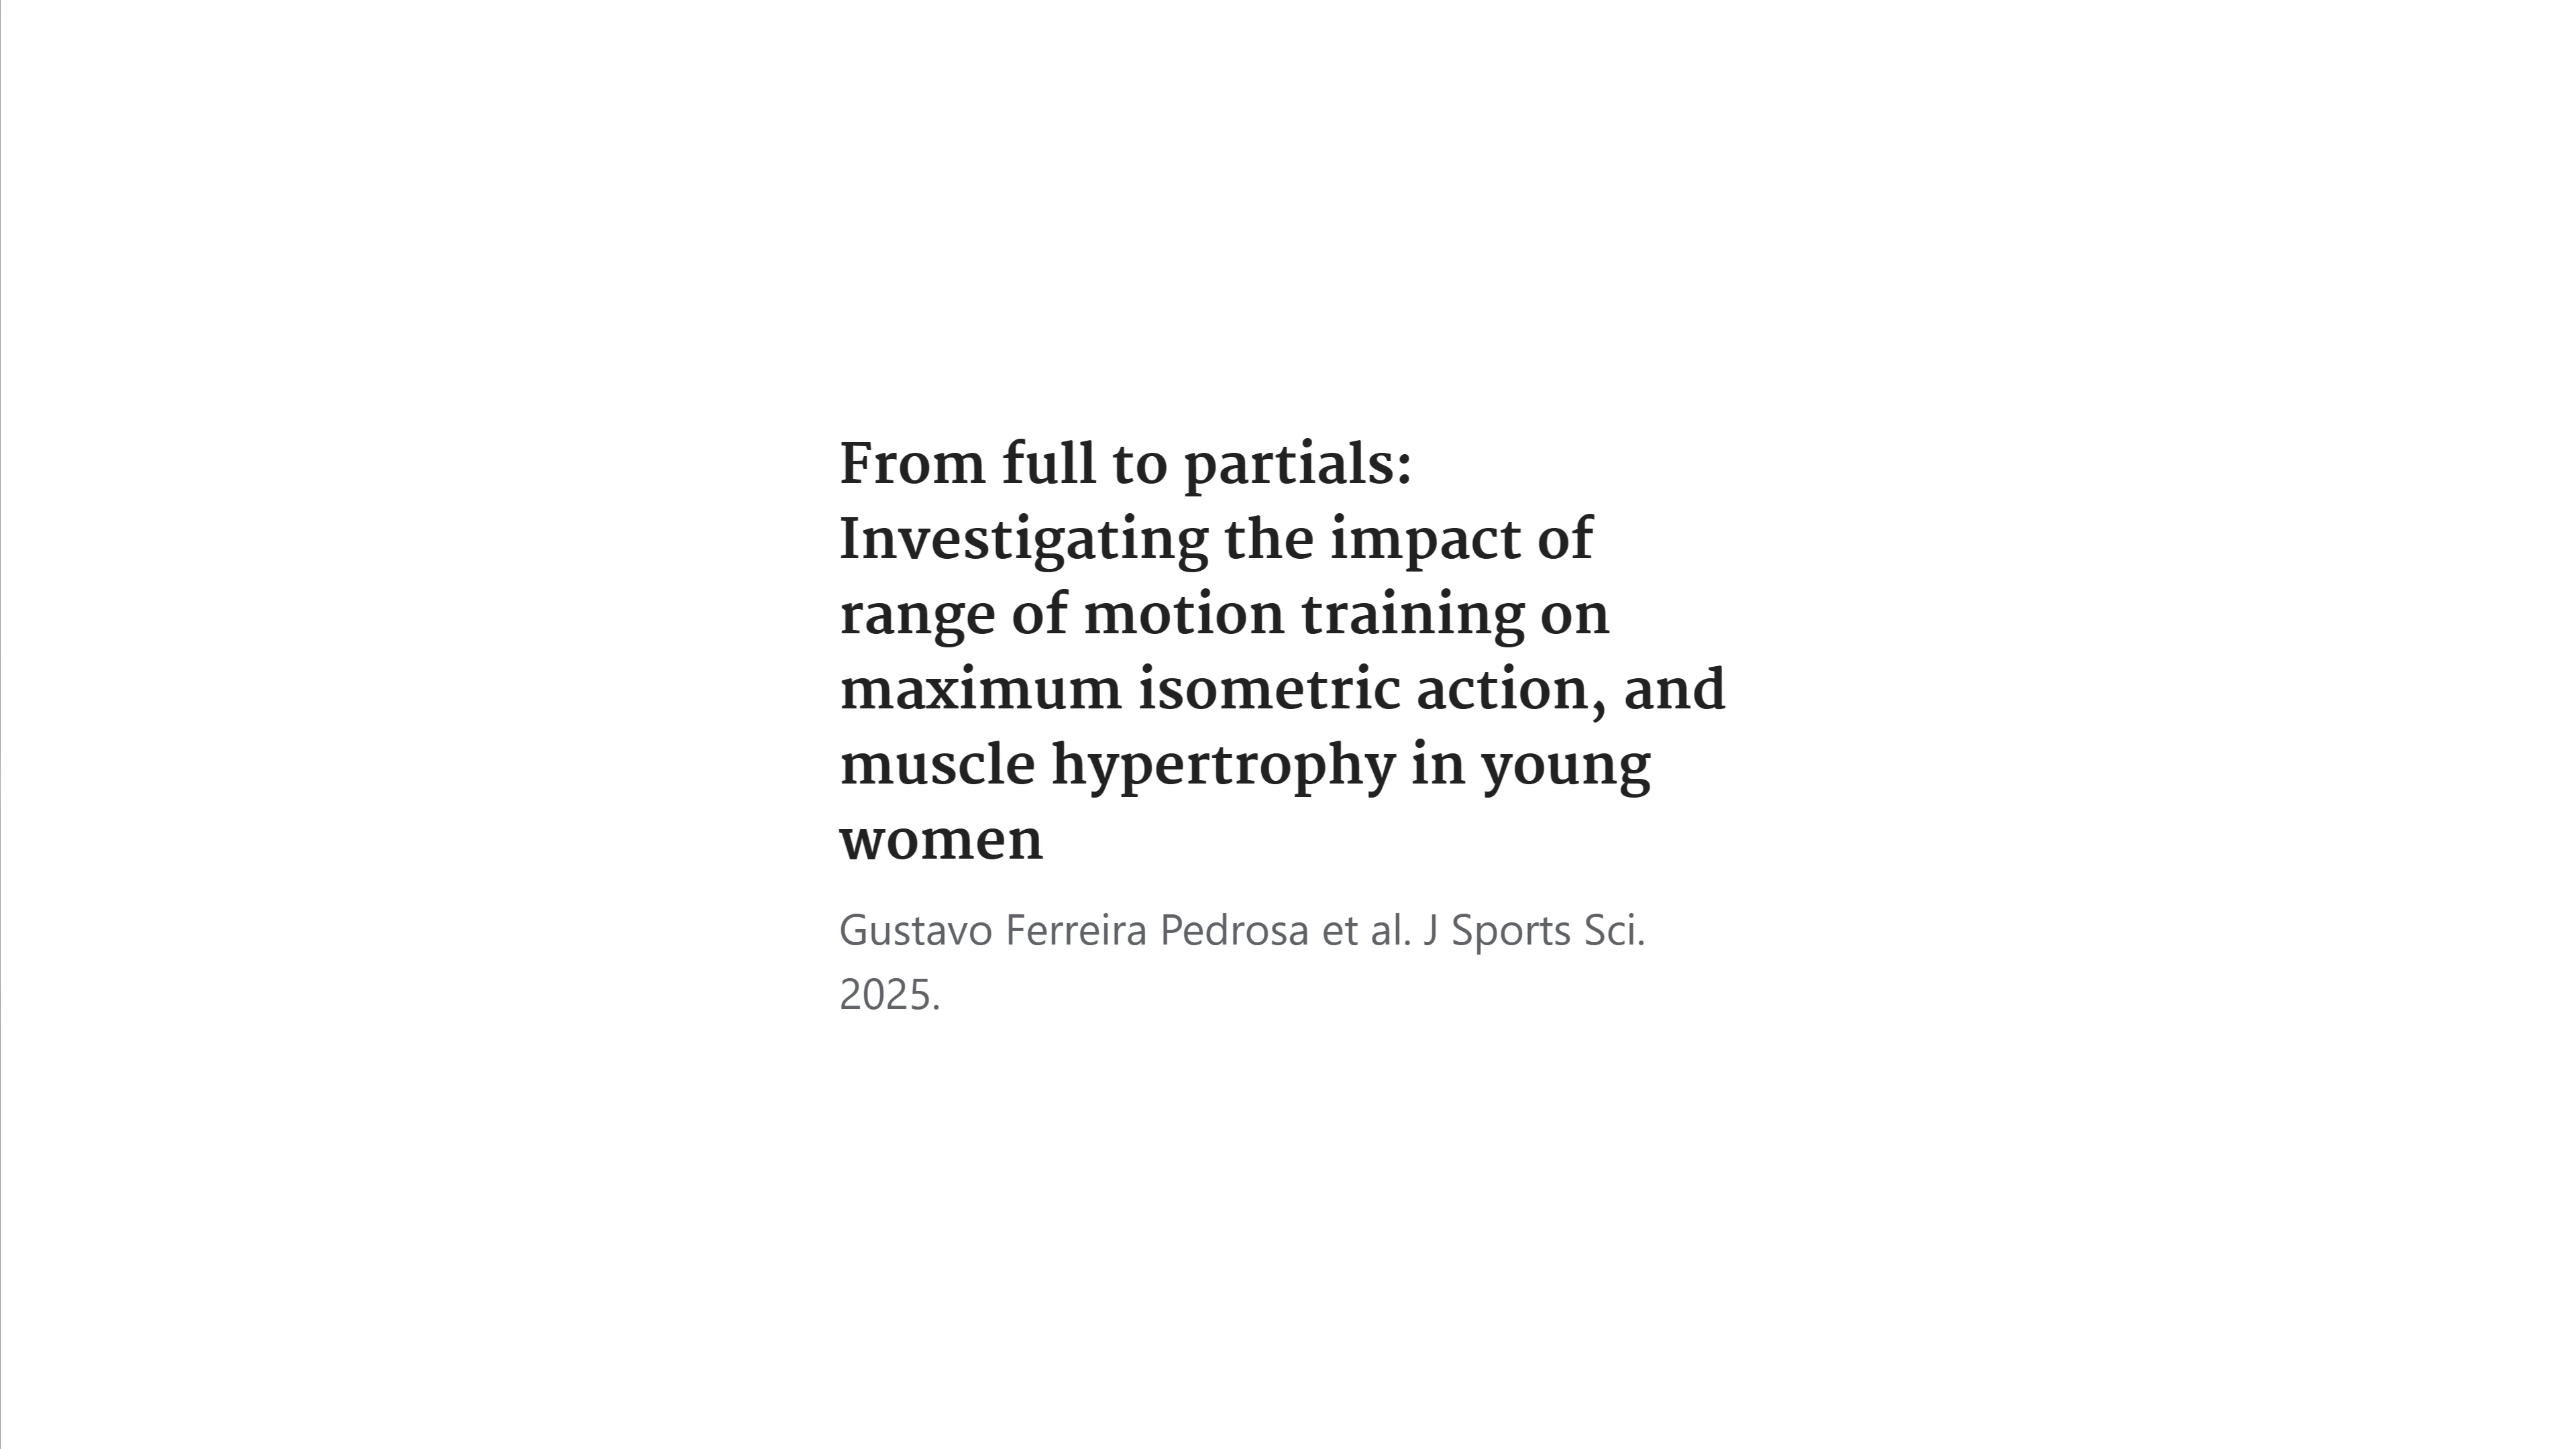 From full to partials:
Investigating the impact of
range of motion training on
maximum isometric action, and
muscle hypertrophy in young
women
Gustavo Ferreira Pedrosa et al. J Sports Sci.
2025.